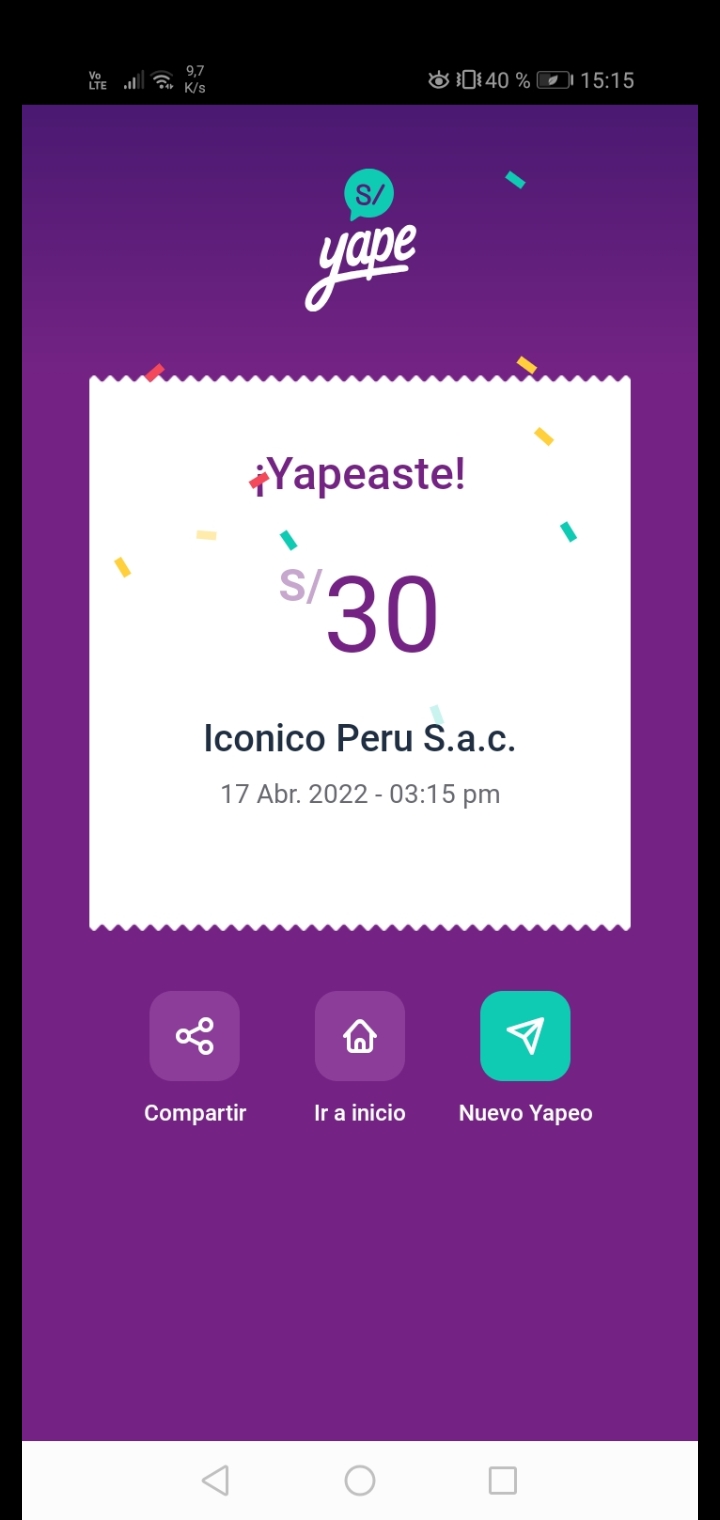 Vo
LTE
9,7
K/s
40 % 15:15
S/
yape
¡Yapeaste!
S/30
Iconico Peru S.a.c.
17 Abr. 2022 - 03:15 pm
Compartir Ir a inicio Nuevo Yapeo